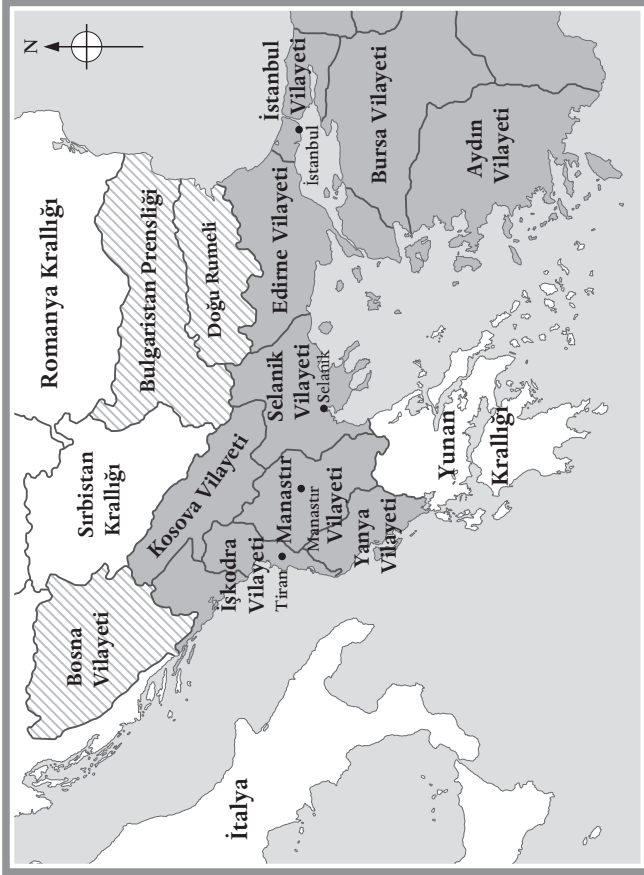 N
Romanya Krallığı
Bulgaristan Prensliği
Doğu Rumeli
Sırbistan
Krallığı
Bosna
Vilayeti
Kosova Vilayeti
İşkodra
Vilayeti
Tiran
Manastır
Vilayeti
Manastır
Yanya
Vilayeti
Selanik
Vilayeti
Selanik
Edirne Vilayeti
İstanbul
Vilayeti
İstanbul
Bursa Vilayeti
Aydın
Vilayeti
Yunan
Krallığı
İtalya